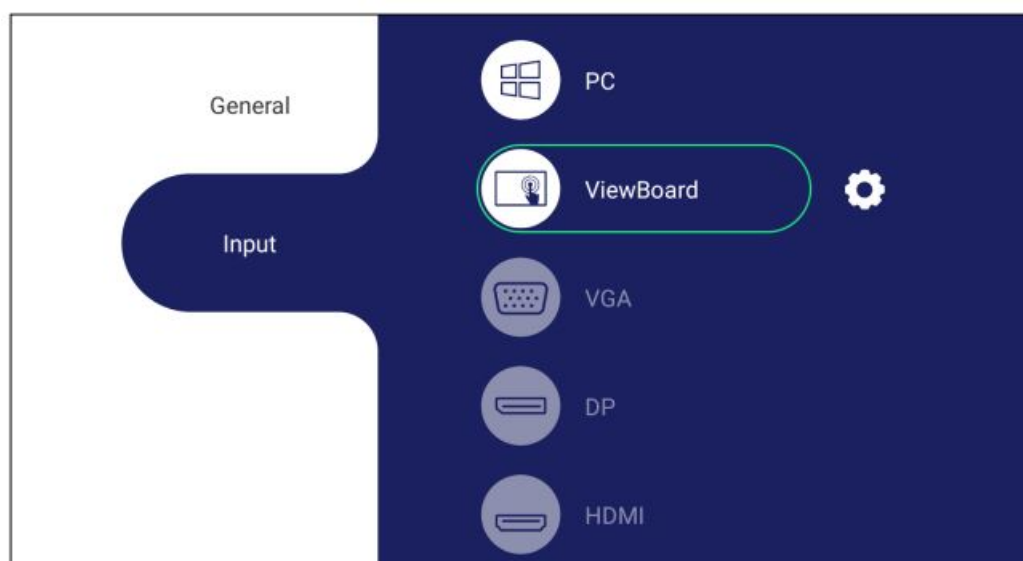 General
Input
PC
ViewBoard
VGA
DP
HDMI